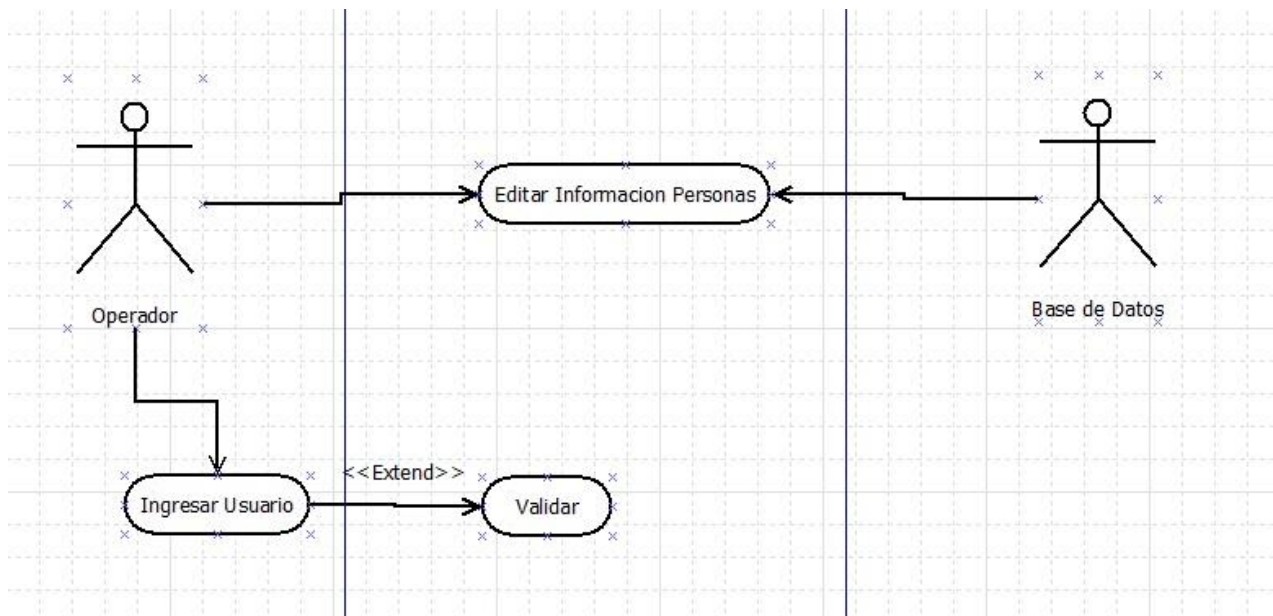 Editar Informacion Personas
Operador
Base de Datos
<<Extend>>
Ingresar Usuario
Validar